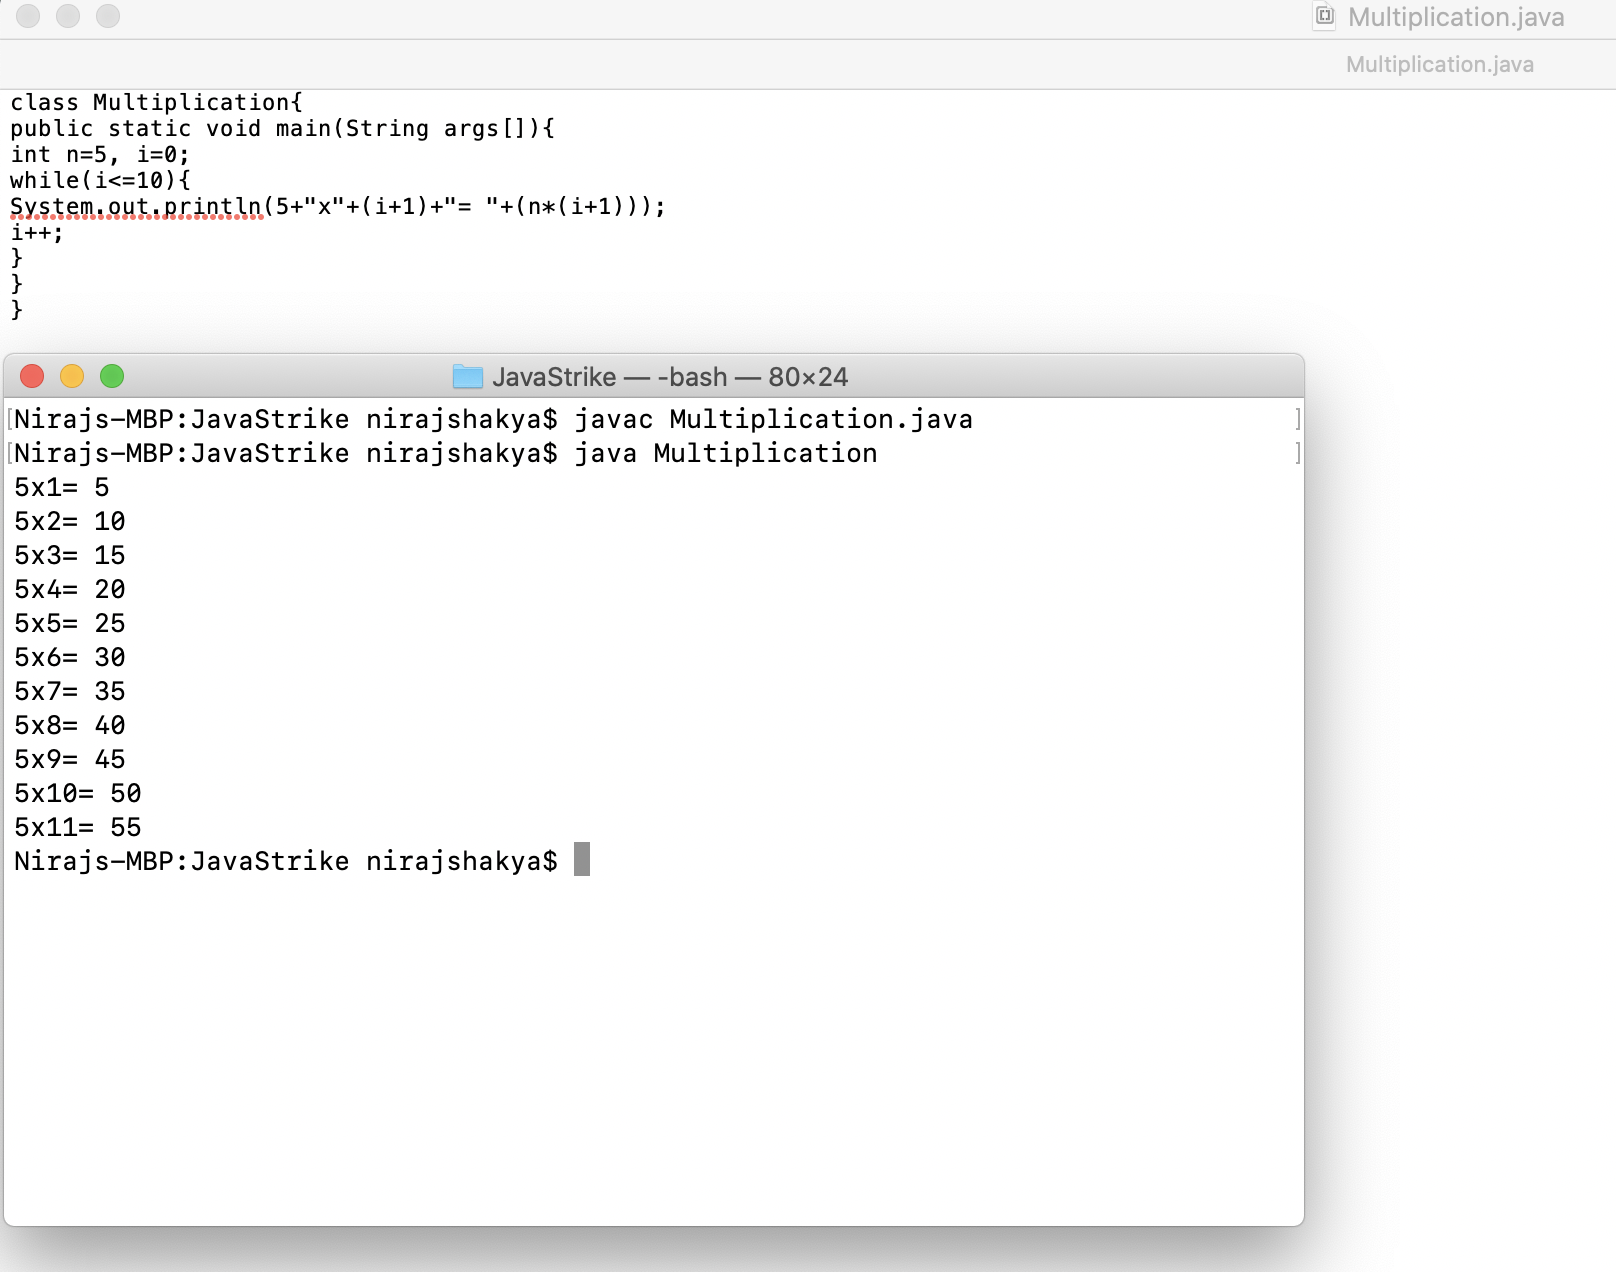 Multiplication.java
Multiplication.java
class Multiplication{
public static void main(String args[]){
int n=5, i=0;
while(i<=10){
System.out.println(5+"x"+(i+1)+"= "+(n*(i+1)));
i++;
}
}
}
JavaStrike — -bash — 80×24
[Nirajs-MBP:JavaStrike nirajshakya$ javac Multiplication.java ]
[Nirajs-MBP:JavaStrike nirajshakya$ java Multiplication ]
5x1= 5
5x2= 10
5x3= 15
5x4= 20
5x5= 25
5x6= 30
5x7= 35
5x8= 40
5x9= 45
5x10= 50
5x11= 55
Nirajs-MBP:JavaStrike nirajshakya$